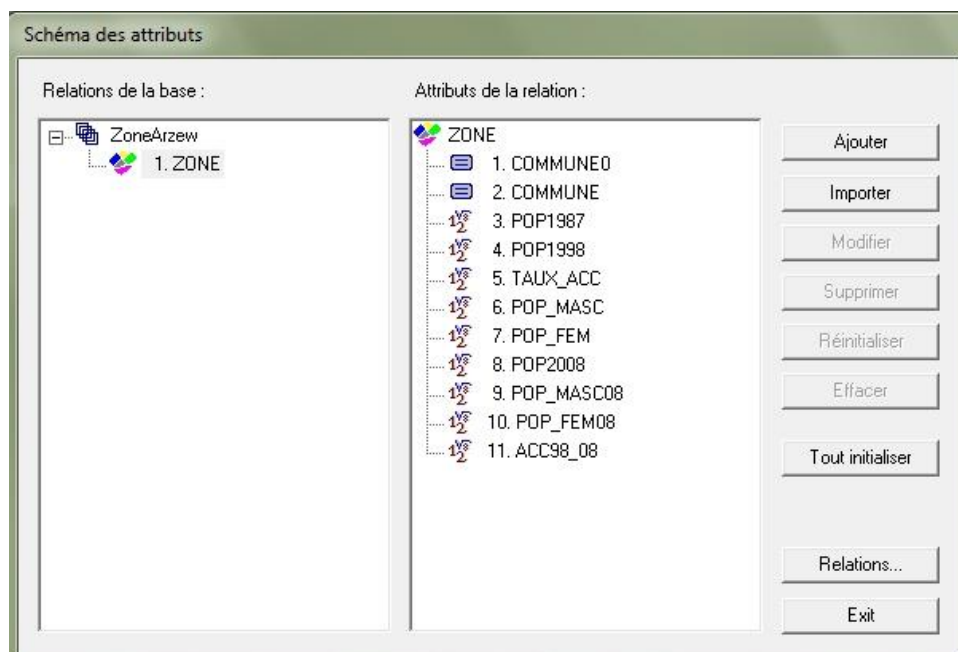 Schéma des attributs
Relations de la base :
ZoneArzew
1. ZONE
Attributs de la relation :
ZONE
1. COMMUNE0
2. COMMUNE
3. POP1987
4. POP1998
5. TAUX_ACC
6. POP_MASC
7. POP_FEM
8. POP2008
9. POP_MASC08
10. POP_FEM08
11. ACC98_08
Ajouter
Importer
Modifier
Supprimer
Réinitialiser
Effacer
Tout initialiser
Relations...
Exit